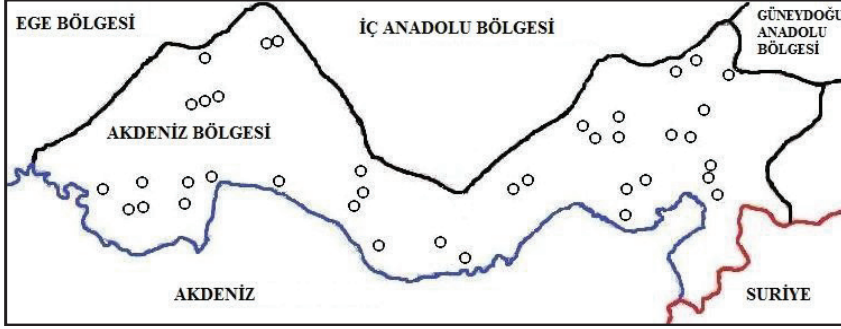 EGE BÖLGESİ
İÇ ANADOLU BÖLGESİ
GÜNEYDOĞU
ANADOLU
BÖLGESİ
AKDENİZ BÖLGESİ
AKDENİZ
SURİYE